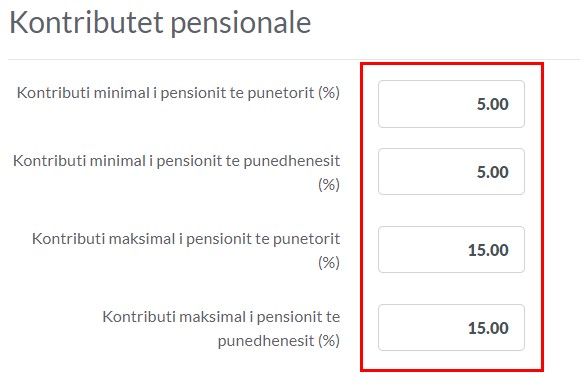 Kontributet pensionale
Kontributi minimal i pensionit te punetorit (%)
5.00
Kontributi minimal i pensionit te punedhenesit
(%)
5.00
Kontributi maksimal i pensionit te punetorit
(%)
15.00
Kontributi maksimal i pensionit te
punedhenesit (%)
15.00